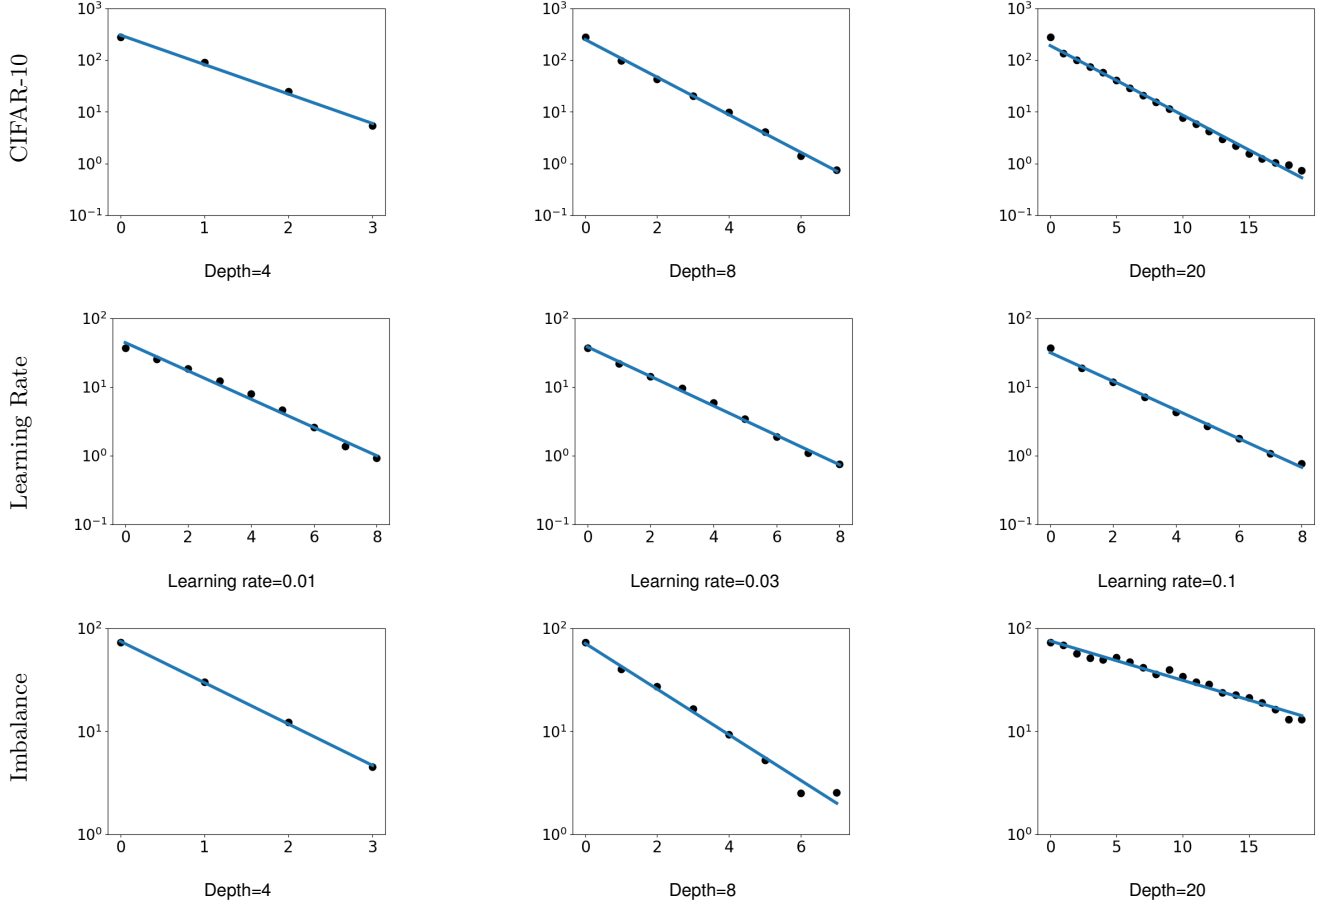 CIFAR-10
10³
10²
10¹
10⁰
10⁻¹
0 1 2 3
Depth=4
10³
10²
10¹
10⁰
10⁻¹
0 2 4 6
Depth=8
10³
10²
10¹
10⁰
10⁻¹
0 5 10 15
Depth=20
Learning Rate
10²
10¹
10⁰
10⁻¹
0 2 4 6 8
Learning rate=0.01
10²
10¹
10⁰
10⁻¹
0 2 4 6 8
Learning rate=0.03
10²
10¹
10⁰
10⁻¹
0 2 4 6 8
Learning rate=0.1
Imbalance
10²
10¹
10⁰
0 1 2 3
Depth=4
10²
10¹
10⁰
0 2 4 6
Depth=8
10²
10¹
10⁰
0 5 10 15
Depth=20